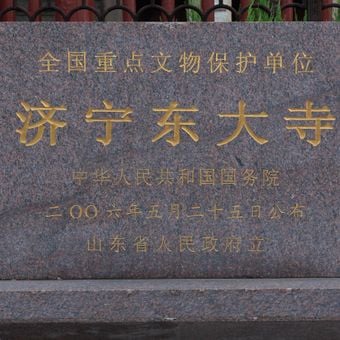 全国重点文物保护单位
济宁东大寺
中华人民共和国国务院
二〇〇六年五月二十五日公布
山东省人民政府立